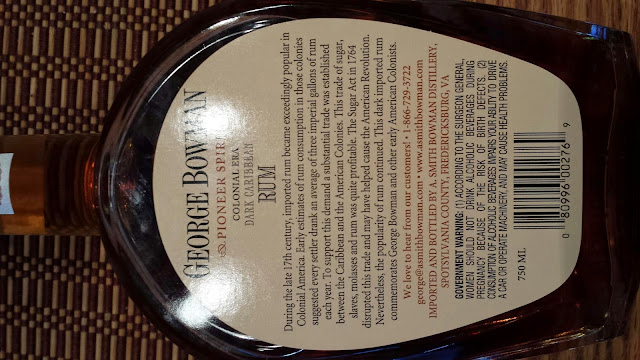 GEORGE BOWMAN
PIONEER SPIRIT
COLONIAL ERA
DARK CARIBBEAN
RUM
During the late 17th century, imported rum became exceedingly popular in
Colonial America. Early estimates of rum consumption in those colonies
suggested every settler drank an average of three imperial gallons of rum
each year. To support this demand a substantial trade was established
between the Caribbean and the American Colonies. This trade of sugar,
slaves, molasses and rum was quite profitable. The Sugar Act in 1764
disrupted this trade and may have helped cause the American Revolution.
Nevertheless, the popularity of rum continued. This dark imported rum
commemorates George Bowman and other early American Colonists.
We love to hear from our customers! • 1-866-729-3722
george@asmithbowman.com • www.asmithbowman.com
IMPORTED AND BOTTLED BY A. SMITH BOWMAN DISTILLERY,
SPOTSYLVANIA COUNTY, FREDERICKSBURG, VA
GOVERNMENT WARNING: (1) ACCORDING TO THE SURGEON GENERAL,
WOMEN SHOULD NOT DRINK ALCOHOLIC BEVERAGES DURING
PREGNANCY BECAUSE OF THE RISK OF BIRTH DEFECTS. (2)
CONSUMPTION OF ALCOHOLIC BEVERAGES IMPAIRS YOUR ABILITY TO DRIVE
A CAR OR OPERATE MACHINERY, AND MAY CAUSE HEALTH PROBLEMS.
0 80996 00276 9
750 ML